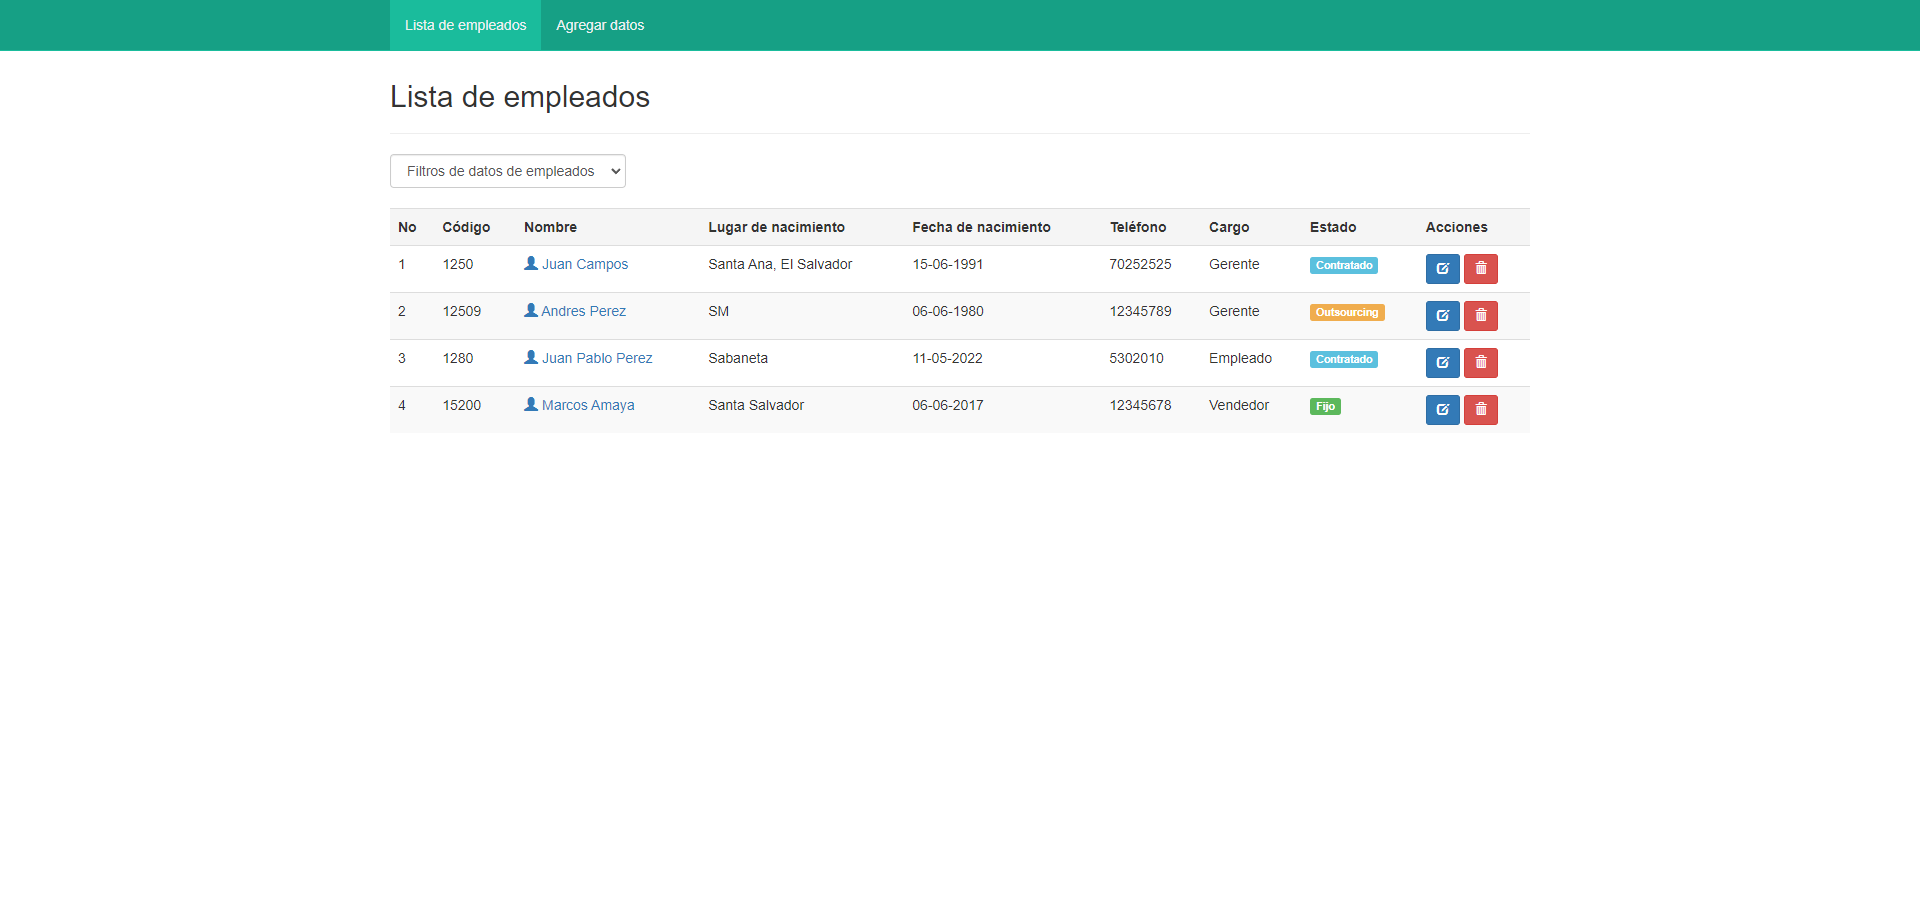 Lista de empleados Agregar datos
Lista de empleados
Filtros de datos de empleados
No Código Nombre Lugar de nacimiento Fecha de nacimiento Teléfono Cargo Estado Acciones
1 1250 Juan Campos Santa Ana, El Salvador 15-06-1991 70252525 Gerente Contratado
2 12509 Andres Perez SM 06-06-1980 12345789 Gerente Outsourcing
3 1280 Juan Pablo Perez Sabaneta 11-05-2022 5302010 Empleado Contratado
4 15200 Marcos Amaya Santa Salvador 06-06-2017 12345678 Vendedor Fijo